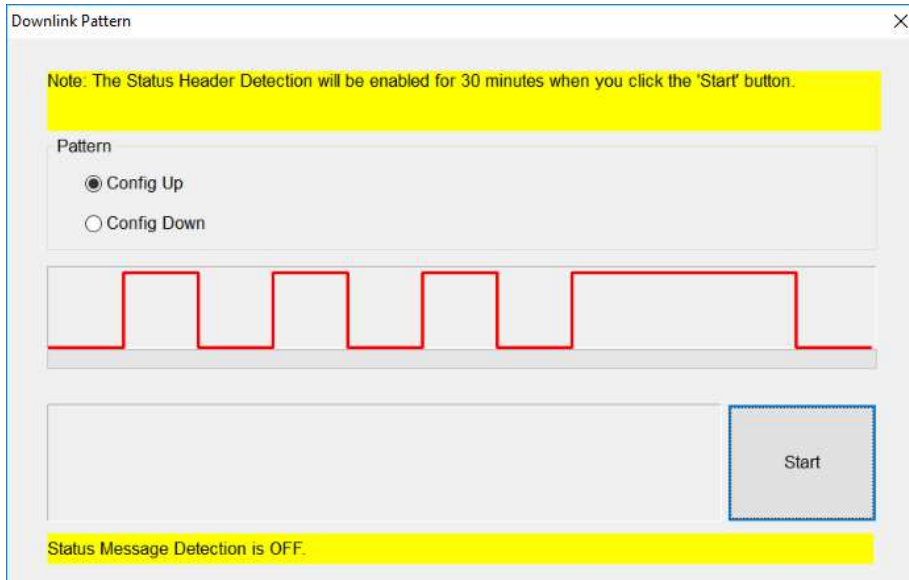 Downlink Pattern
Note: The Status Header Detection will be enabled for 30 minutes when you click the 'Start' button.
Pattern
Config Up
Config Down
Start
Status Message Detection is OFF.